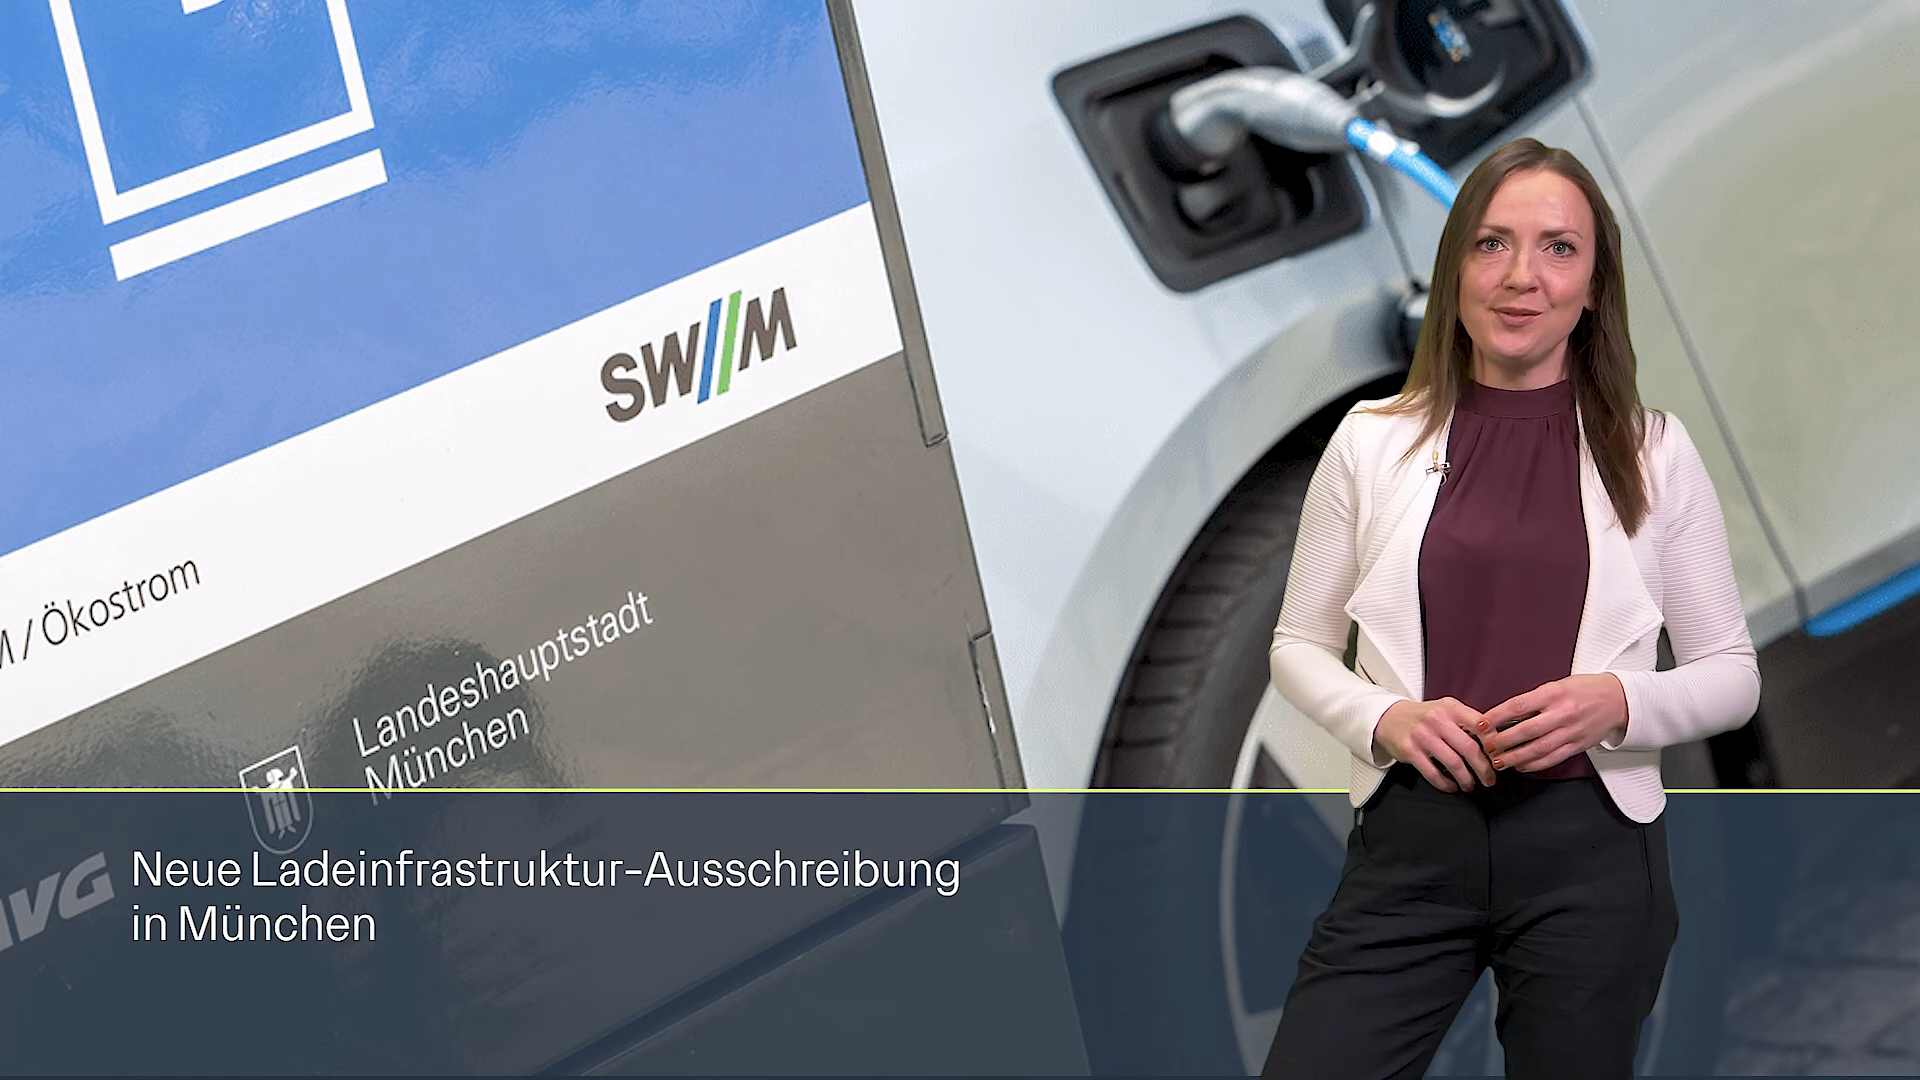 SW//M
M / Ökostrom
Landeshauptstadt
München
Neue Ladeinfrastruktur-Ausschreibung
in München